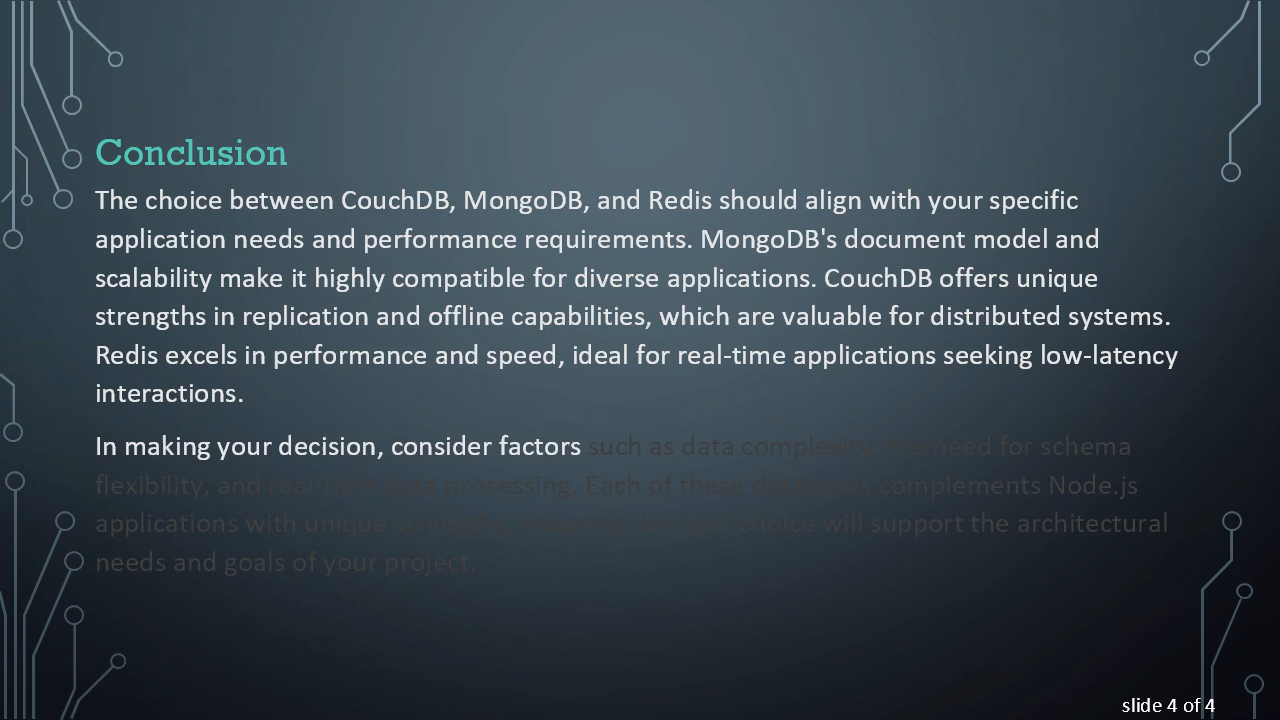 Conclusion
The choice between CouchDB, MongoDB, and Redis should align with your specific
application needs and performance requirements. MongoDB's document model and
scalability make it highly compatible for diverse applications. CouchDB offers unique
strengths in replication and offline capabilities, which are valuable for distributed systems.
Redis excels in performance and speed, ideal for real-time applications seeking low-latency
interactions.
In making your decision, consider factors such as data complexity, need for schema
flexibility, and real-time data processing. Each of these databases complements Node.js
applications with unique strengths, your choice will support the architectural
needs and goals of your project.
slide 4 of 4